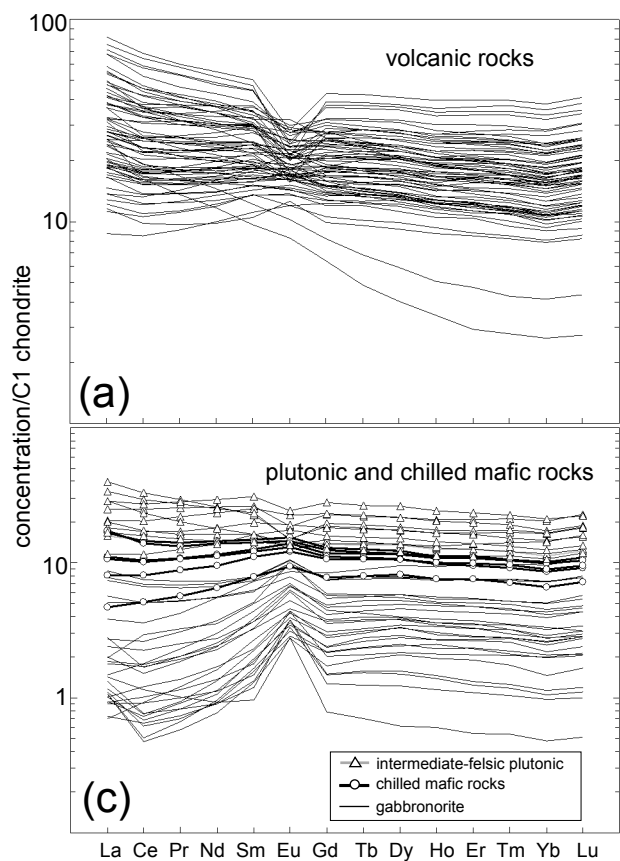 100
volcanic rocks
10
(a)
concentration/C1 chondrite
plutonic and chilled mafic rocks
10
1
intermediate-felsic plutonic
chilled mafic rocks
gabbronorite
(c)
La Ce Pr Nd Sm Eu Gd Tb Dy Ho Er Tm Yb Lu